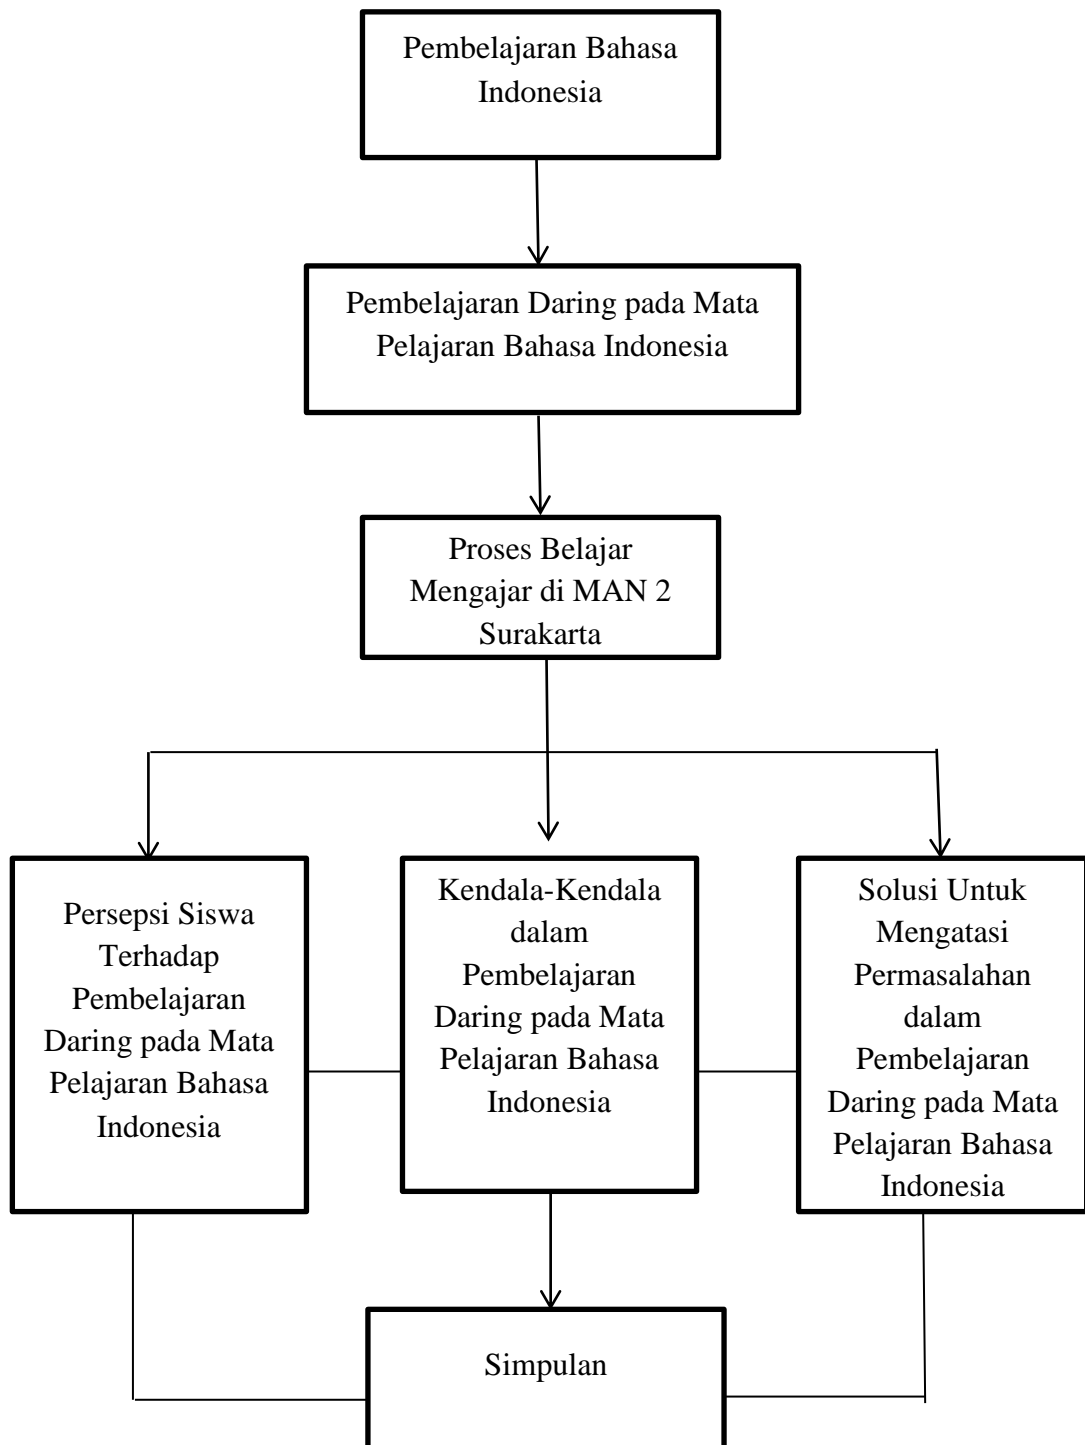 Pembelajaran Bahasa
Indonesia
Pembelajaran Daring pada Mata
Pelajaran Bahasa Indonesia
Proses Belajar
Mengajar di MAN 2
Surakarta
Persepsi Siswa
Terhadap
Pembelajaran
Daring pada Mata
Pelajaran Bahasa
Indonesia
Kendala-Kendala
dalam
Pembelajaran
Daring pada Mata
Pelajaran Bahasa
Indonesia
Solusi Untuk
Mengatasi
Permasalahan
dalam
Pembelajaran
Daring pada Mata
Pelajaran Bahasa
Indonesia
Simpulan